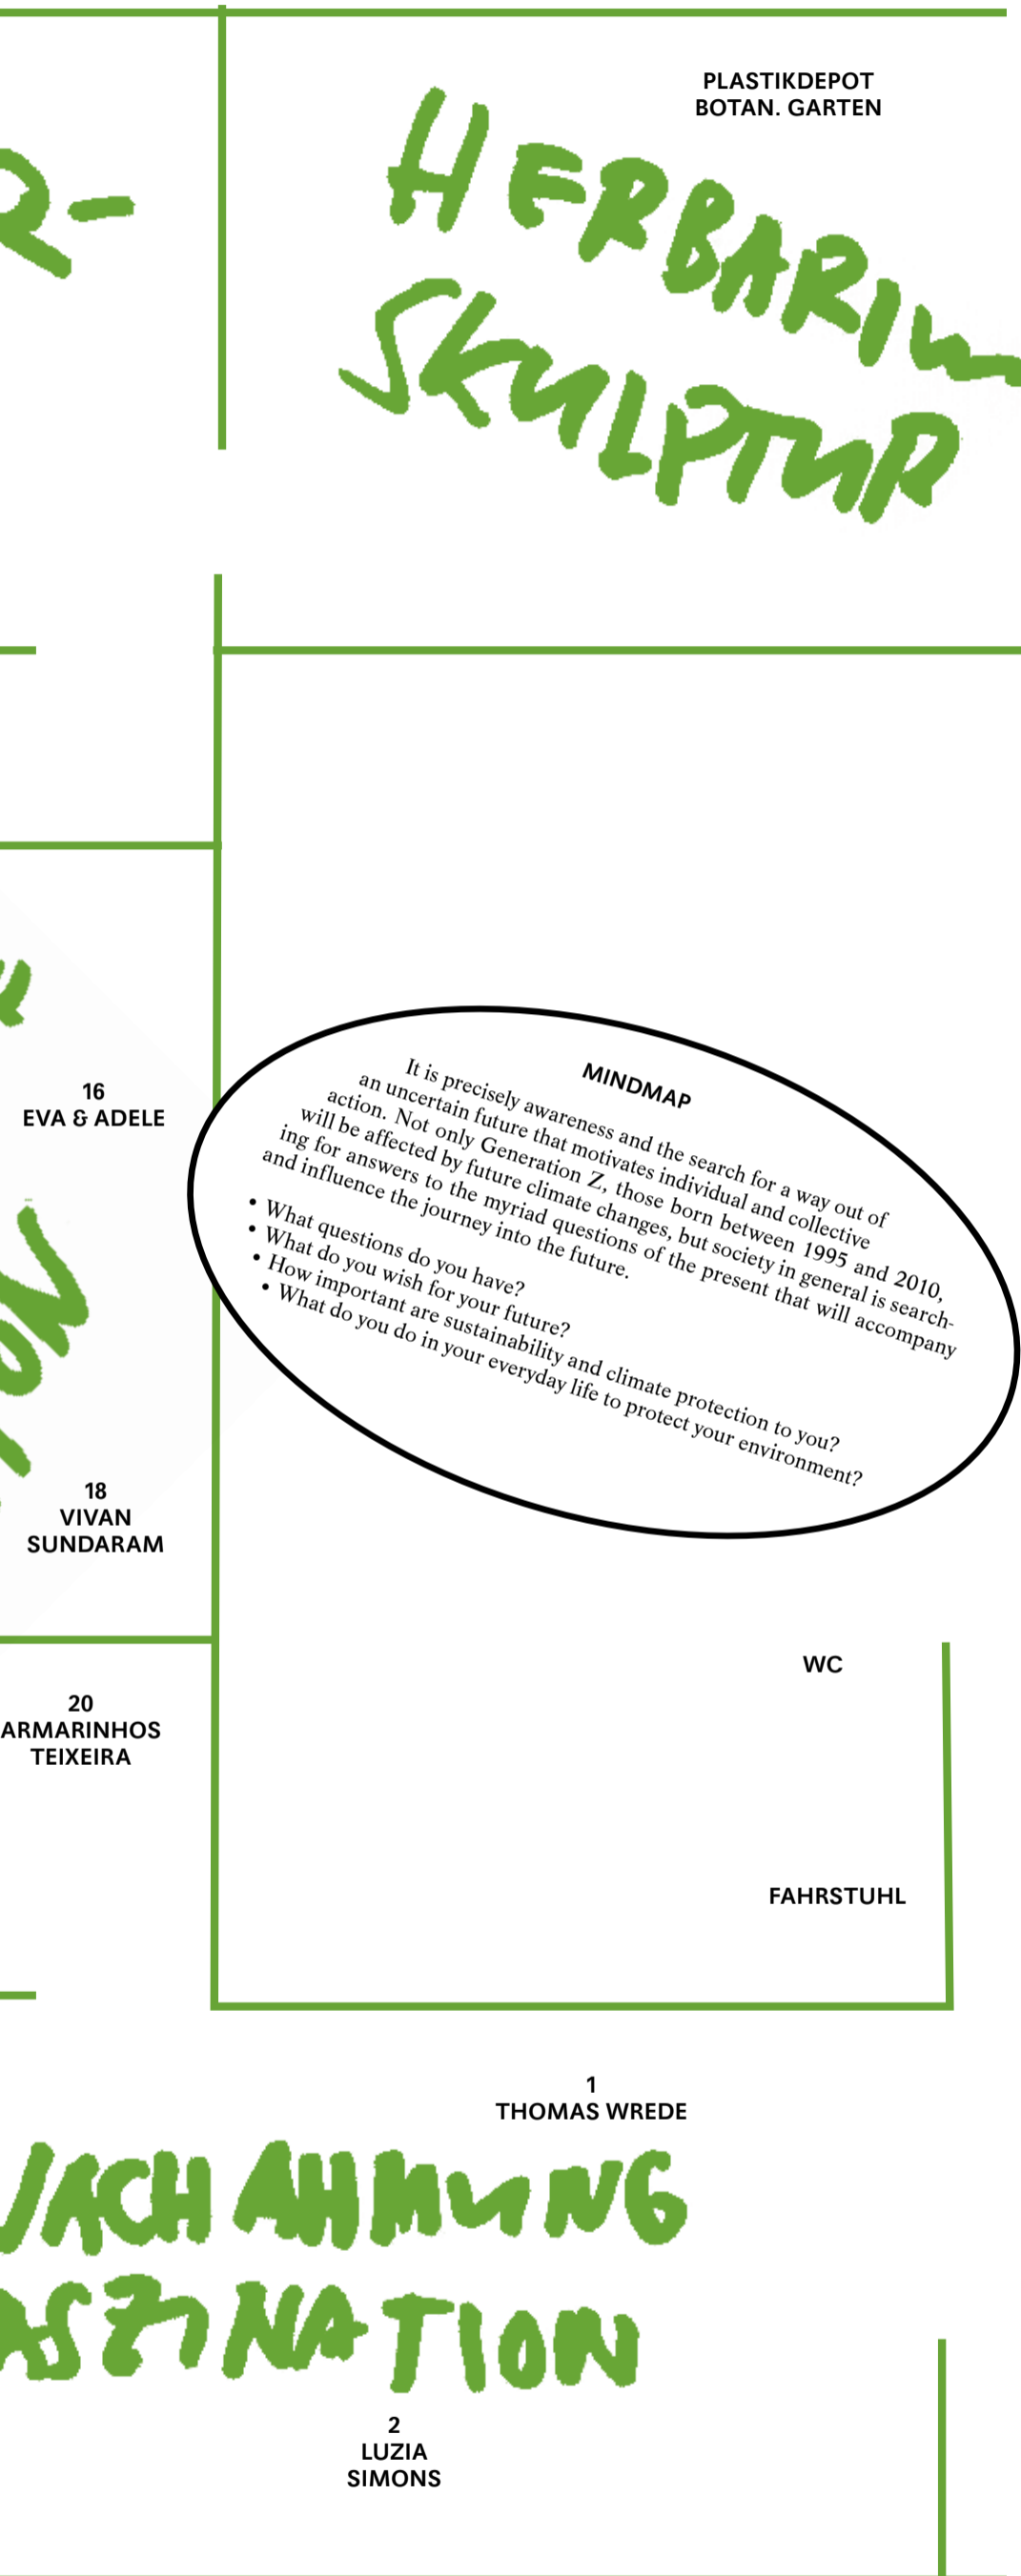 PLASTIKDEPOT
BOTAN. GARTEN
R-
HERBARIUM
SKULPTUR
MINDMAP
It is precisely awareness and the search for a way out of
an uncertain future that motivates individual and collective
action. Not only Generation Z, those born between 1995 and 2010,
will be affected by future climate changes, but society in general is search-
ing for answers to the myriad questions of the present that will accompany
and influence the journey into the future.
• What questions do you have?
• What do you wish for your future?
• How important are sustainability and climate protection to you?
• What do you do in your everyday life to protect your environment?
16
EVA & ADELE
18
VIVAN
SUNDARAM
WC
20
ARMARINHOS
TEIXEIRA
FAHRSTUHL
1
THOMAS WREDE
NACHAHMUNG
ASZINATION
2
LUZIA
SIMONS